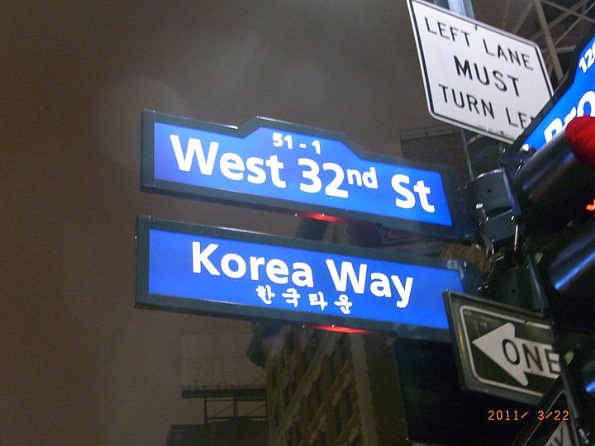 LEFT LANE
MUST
TURN
51-1
West 32nd St
Korea Way
한국타운
ONE
2011/ 3/22